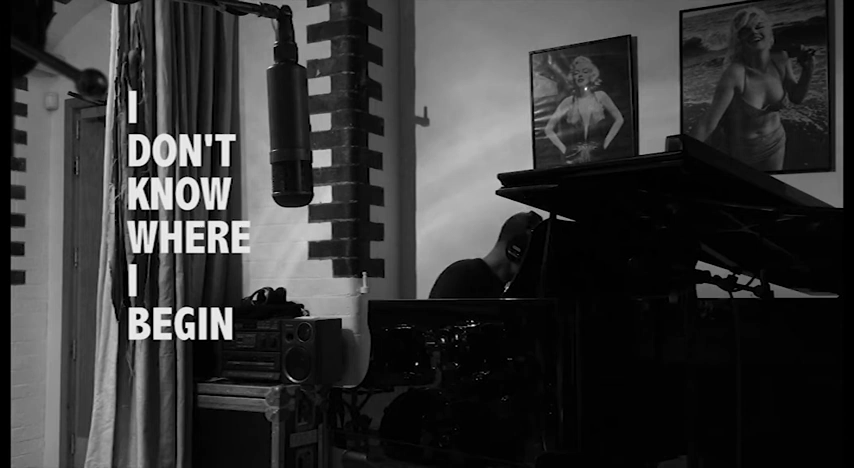 I
DON'T
KNOW
WHERE
I
BEGIN